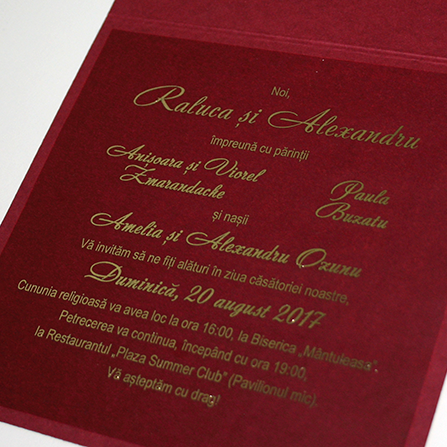 Noi,
Raluca și Alexandru
împreună cu părinții
Anișoara și Viorel Paula
Zmarandache Buzatu
și nașii
Amelia și Alexandru Ozunu
Vă invităm să ne fiți alături în ziua căsătoriei noastre,
Duminică, 20 august 2017
Cununia religioasă va avea loc la ora 16:00, la Biserica „Mântuleasa”.
Petrecerea va continua, începând cu ora 19:00,
la Restaurantul „Plaza Summer Club” (Pavilionul mic).
Vă așteptăm cu drag!